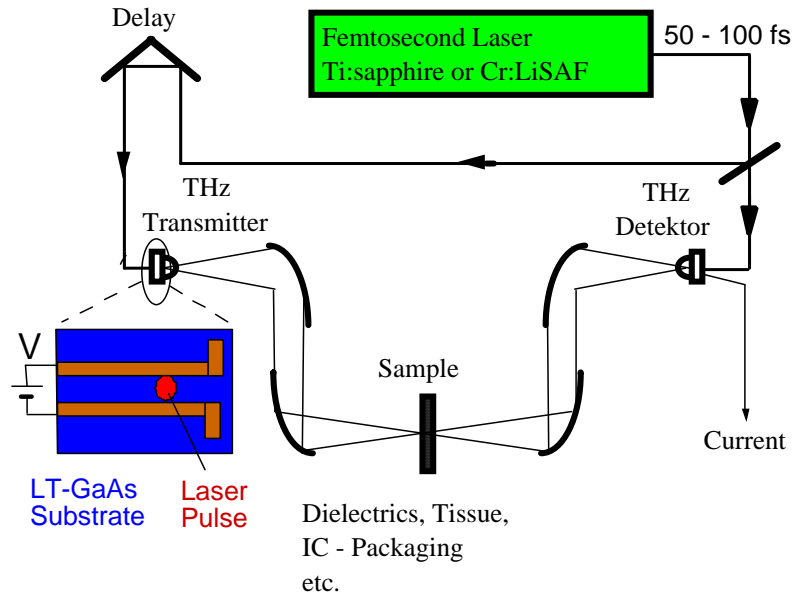 Delay
Femtosecond Laser
Ti:sapphire or Cr:LiSAF
50 - 100 fs
THz
Transmitter
THz
Detektor
V
Sample
Current
LT-GaAs
Substrate
Laser
Pulse
Dielectrics, Tissue,
IC - Packaging
etc.